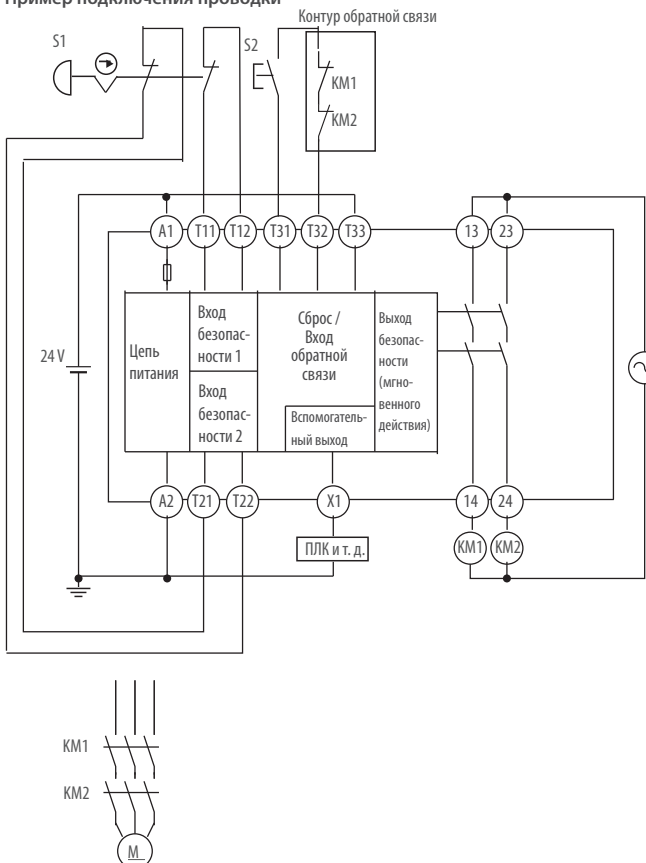 Пример подключения проводки
Контур обратной связи
S1
S2
KM1
KM2
A1
T11
T12
T31
T32
T33
13
23
24 V
Цепь
питания
Вход
безопас-
ности 1
Вход
безопас-
ности 2
Сброс /
Вход
обратной
связи
Вспомогатель-
ный выход
Выход
безопас-
ности
(мгно-
венного
действия)
A2
T21
T22
X1
14
24
ПЛК и т. д.
KM1
KM2
KM1
KM2
M